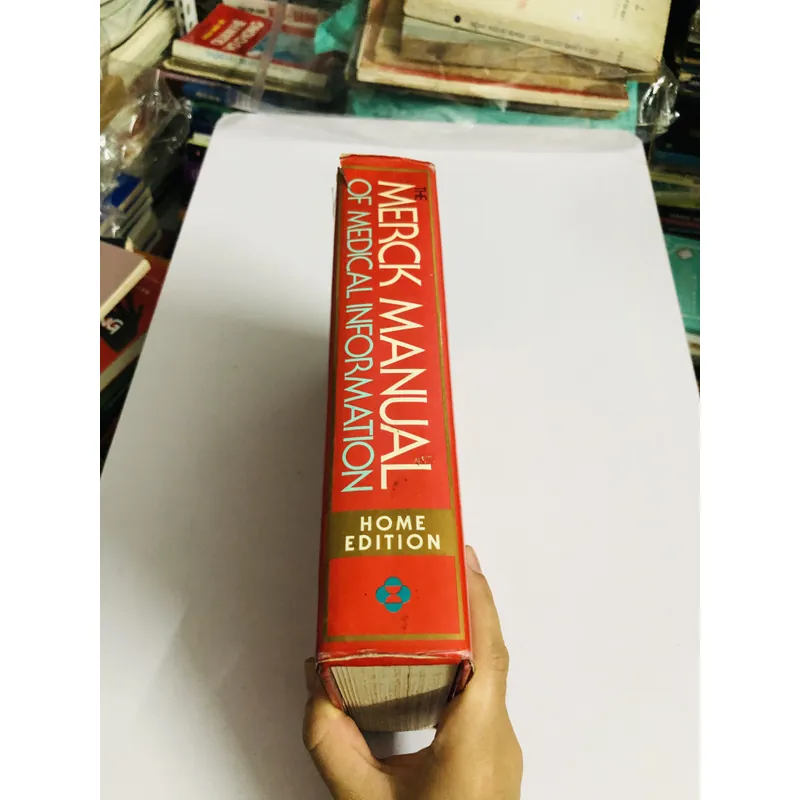 THE
MERCK MANUAL
OF MEDICAL INFORMATION
HOME
EDITION